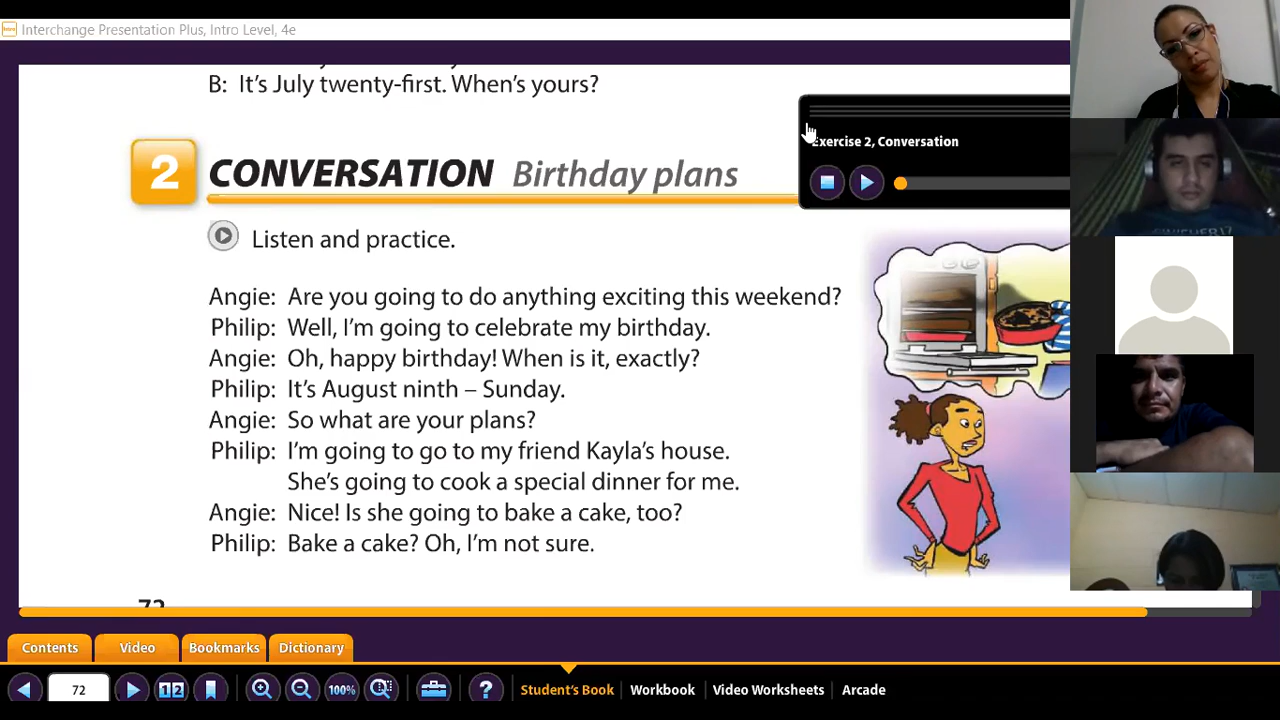 Interchange Presentation Plus, Intro Level, 4e
B: It's July twenty-first. When's yours?
2 CONVERSATION Birthday plans
Exercise 2, Conversation
Listen and practice.
Angie: Are you going to do anything exciting this weekend?
Philip: Well, I'm going to celebrate my birthday.
Angie: Oh, happy birthday! When is it, exactly?
Philip: It's August ninth – Sunday.
Angie: So what are your plans?
Philip: I'm going to go to my friend Kayla's house.
She's going to cook a special dinner for me.
Angie: Nice! Is she going to bake a cake, too?
Philip: Bake a cake? Oh, I'm not sure.
72
Contents Video Bookmarks Dictionary
72 12 100% ? Student's Book Workbook Video Worksheets Arcade